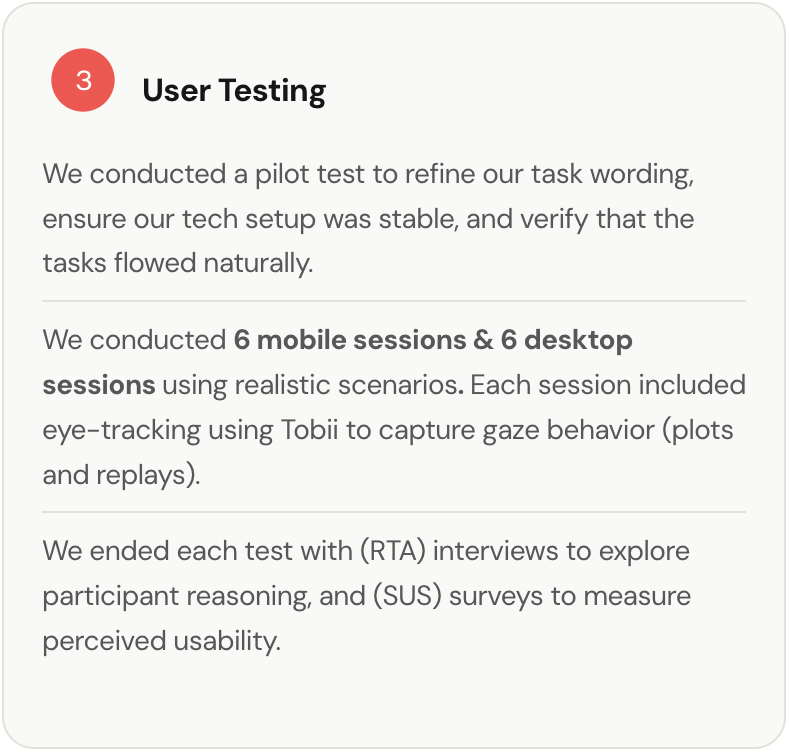 3
User Testing
We conducted a pilot test to refine our task wording,
ensure our tech setup was stable, and verify that the
tasks flowed naturally.
We conducted 6 mobile sessions & 6 desktop
sessions using realistic scenarios. Each session included
eye-tracking using Tobii to capture gaze behavior (plots
and replays).
We ended each test with (RTA) interviews to explore
participant reasoning, and (SUS) surveys to measure
perceived usability.